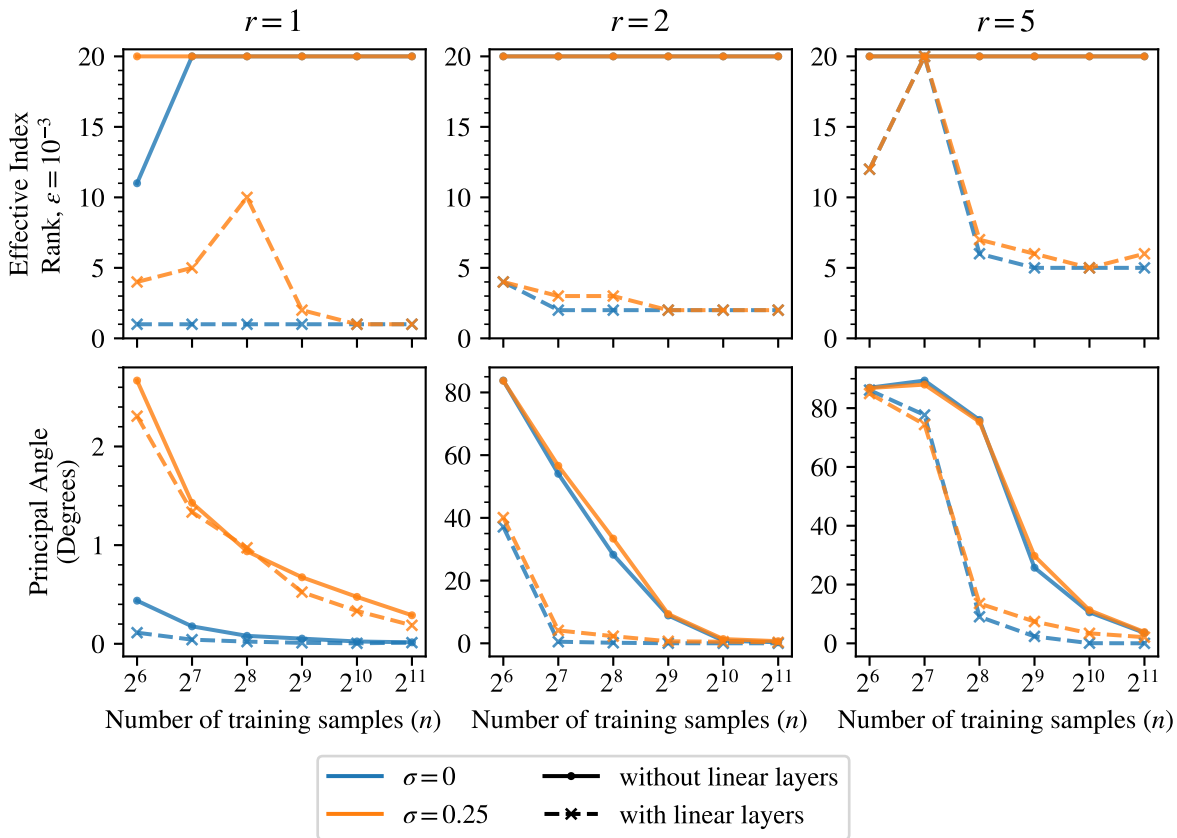 r = 1
r = 2
r = 5
Effective Index
Rank, ε = 10⁻³
20
15
10
5
0
20
15
10
5
0
20
15
10
5
0
Principal Angle
(Degrees)
2
1
0
80
60
40
20
0
80
60
40
20
0
2⁶ 2⁷ 2⁸ 2⁹ 2¹⁰ 2¹¹
2⁶ 2⁷ 2⁸ 2⁹ 2¹⁰ 2¹¹
2⁶ 2⁷ 2⁸ 2⁹ 2¹⁰ 2¹¹
Number of training samples (n)
Number of training samples (n)
Number of training samples (n)
σ = 0
without linear layers
σ = 0.25
with linear layers